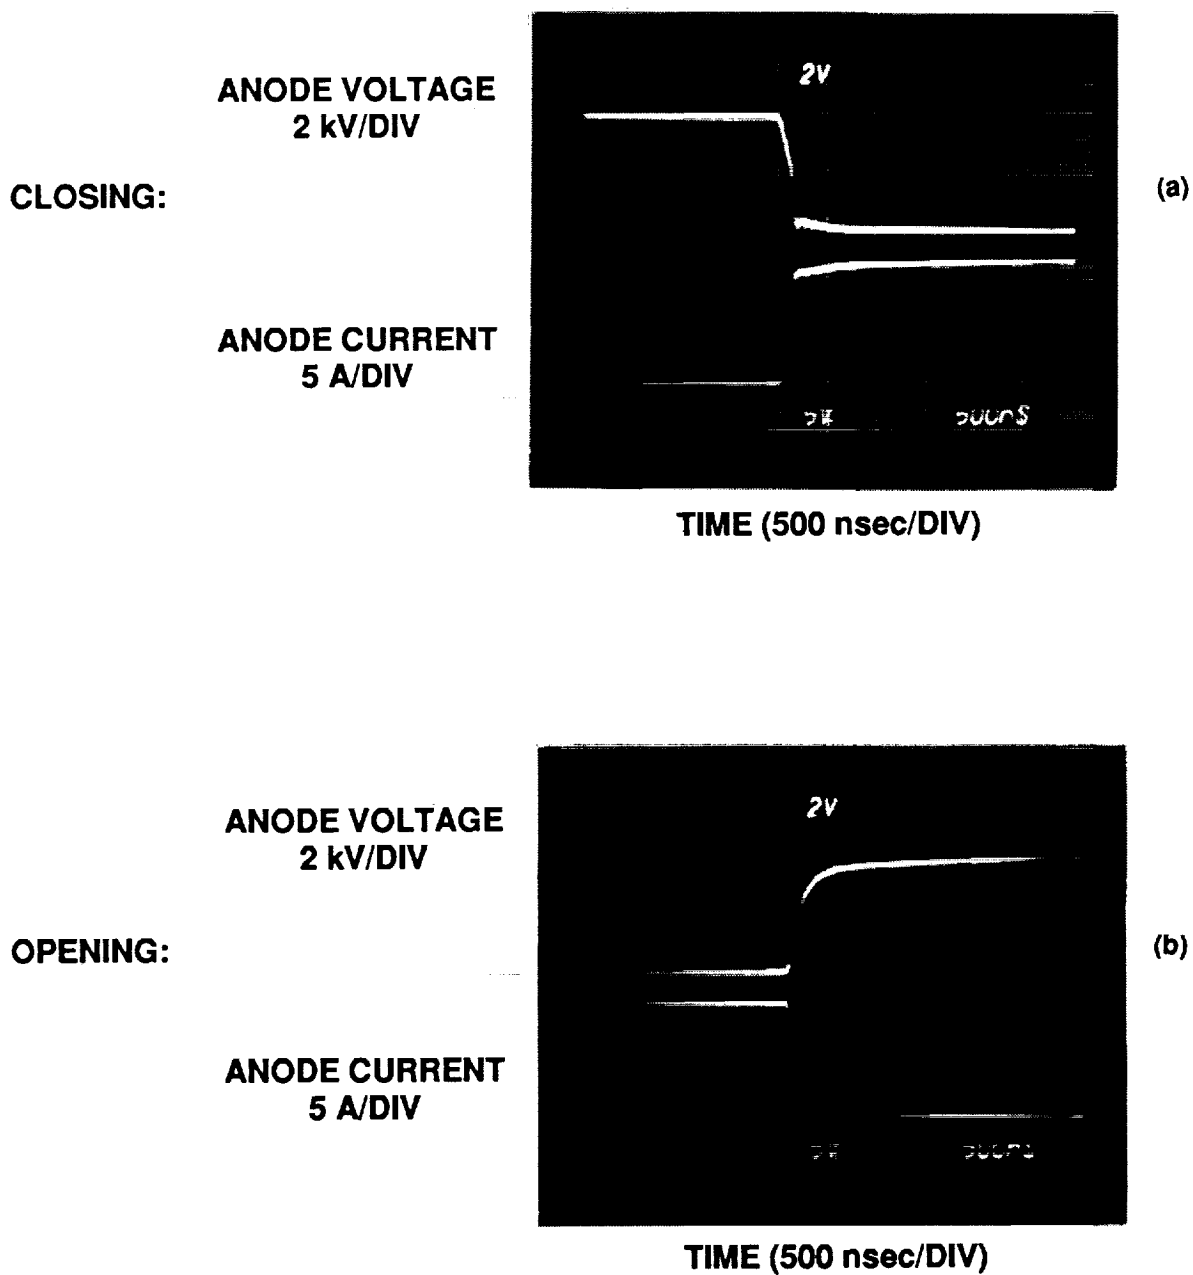 ANODE VOLTAGE
2 kV/DIV
2V
CLOSING:
(a)
ANODE CURRENT
5 A/DIV
500nS
TIME (500 nsec/DIV)
ANODE VOLTAGE
2 kV/DIV
2V
OPENING:
(b)
ANODE CURRENT
5 A/DIV
TIME (500 nsec/DIV)